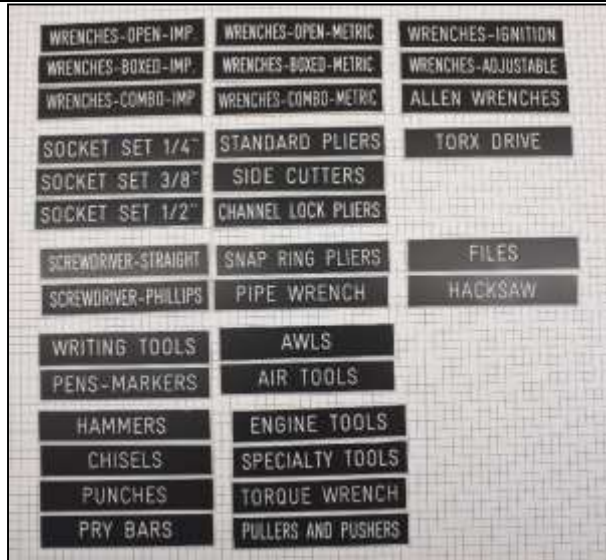 WRENCHES-OPEN-IMP.
WRENCHES-OPEN-METRIC
WRENCHES-IGNITION
WRENCHES-BOXED-IMP.
WRENCHES-BOXED-METRIC
WRENCHES-ADJUSTABLE
WRENCHES-COMBO-IMP
WRENCHES-COMBO-METRIC
ALLEN WRENCHES
SOCKET SET 1/4"
STANDARD PLIERS
TORX DRIVE
SOCKET SET 3/8"
SIDE CUTTERS
SOCKET SET 1/2"
CHANNEL LOCK PLIERS
SCREWDRIVER-STRAIGHT
SNAP RING PLIERS
FILES
SCREWDRIVER-PHILLIPS
PIPE WRENCH
HACKSAW
WRITING TOOLS
AWLS
PENS-MARKERS
AIR TOOLS
HAMMERS
ENGINE TOOLS
CHISELS
SPECIALTY TOOLS
PUNCHES
TORQUE WRENCH
PRY BARS
PULLERS AND PUSHERS